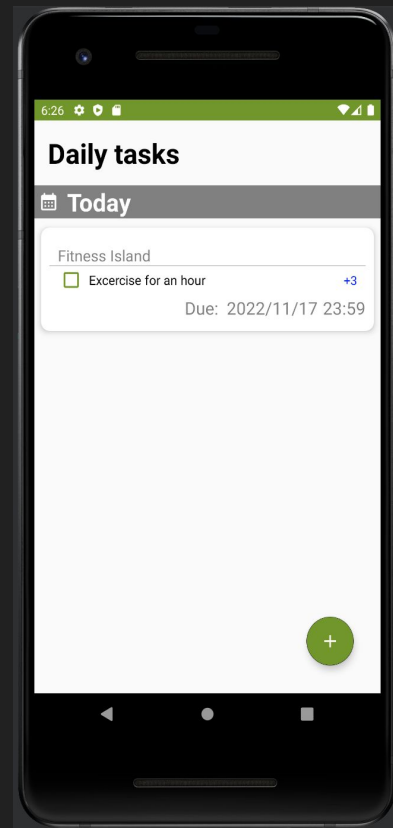 6:26
Daily tasks
Today
Fitness Island
Excercise for an hour +3
Due: 2022/11/17 23:59
+